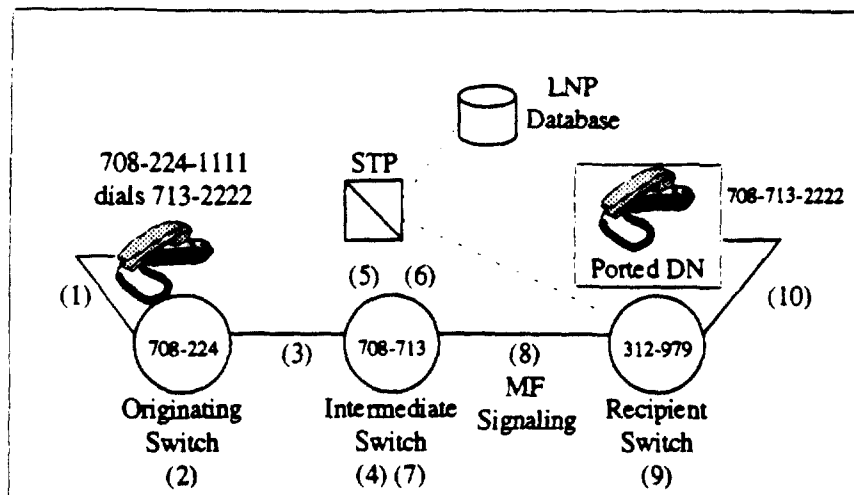 LNP
Database
708-224-1111
dials 713-2222
STP
708-713-2222
Ported DN
(1)
(5) (6)
(10)
708-224
(3)
708-713
(8)
312-979
MF
Signaling
Originating
Switch
(2)
Intermediate
Switch
(4) (7)
Recipient
Switch
(9)